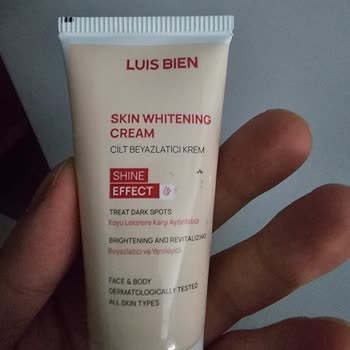 LUIS BIEN
SKIN WHITENING
CREAM
CİLT BEYAZLATICI KREM
SHINE
EFFECT
TREAT DARK SPOTS
Koyu Lekelere Karşı Aydınlatıcı
BRIGHTENING AND REVITALIZING
Beyazlatıcı ve Yenileyici
FACE & BODY
DERMATOLOGICALLY TESTED
ALL SKIN TYPES